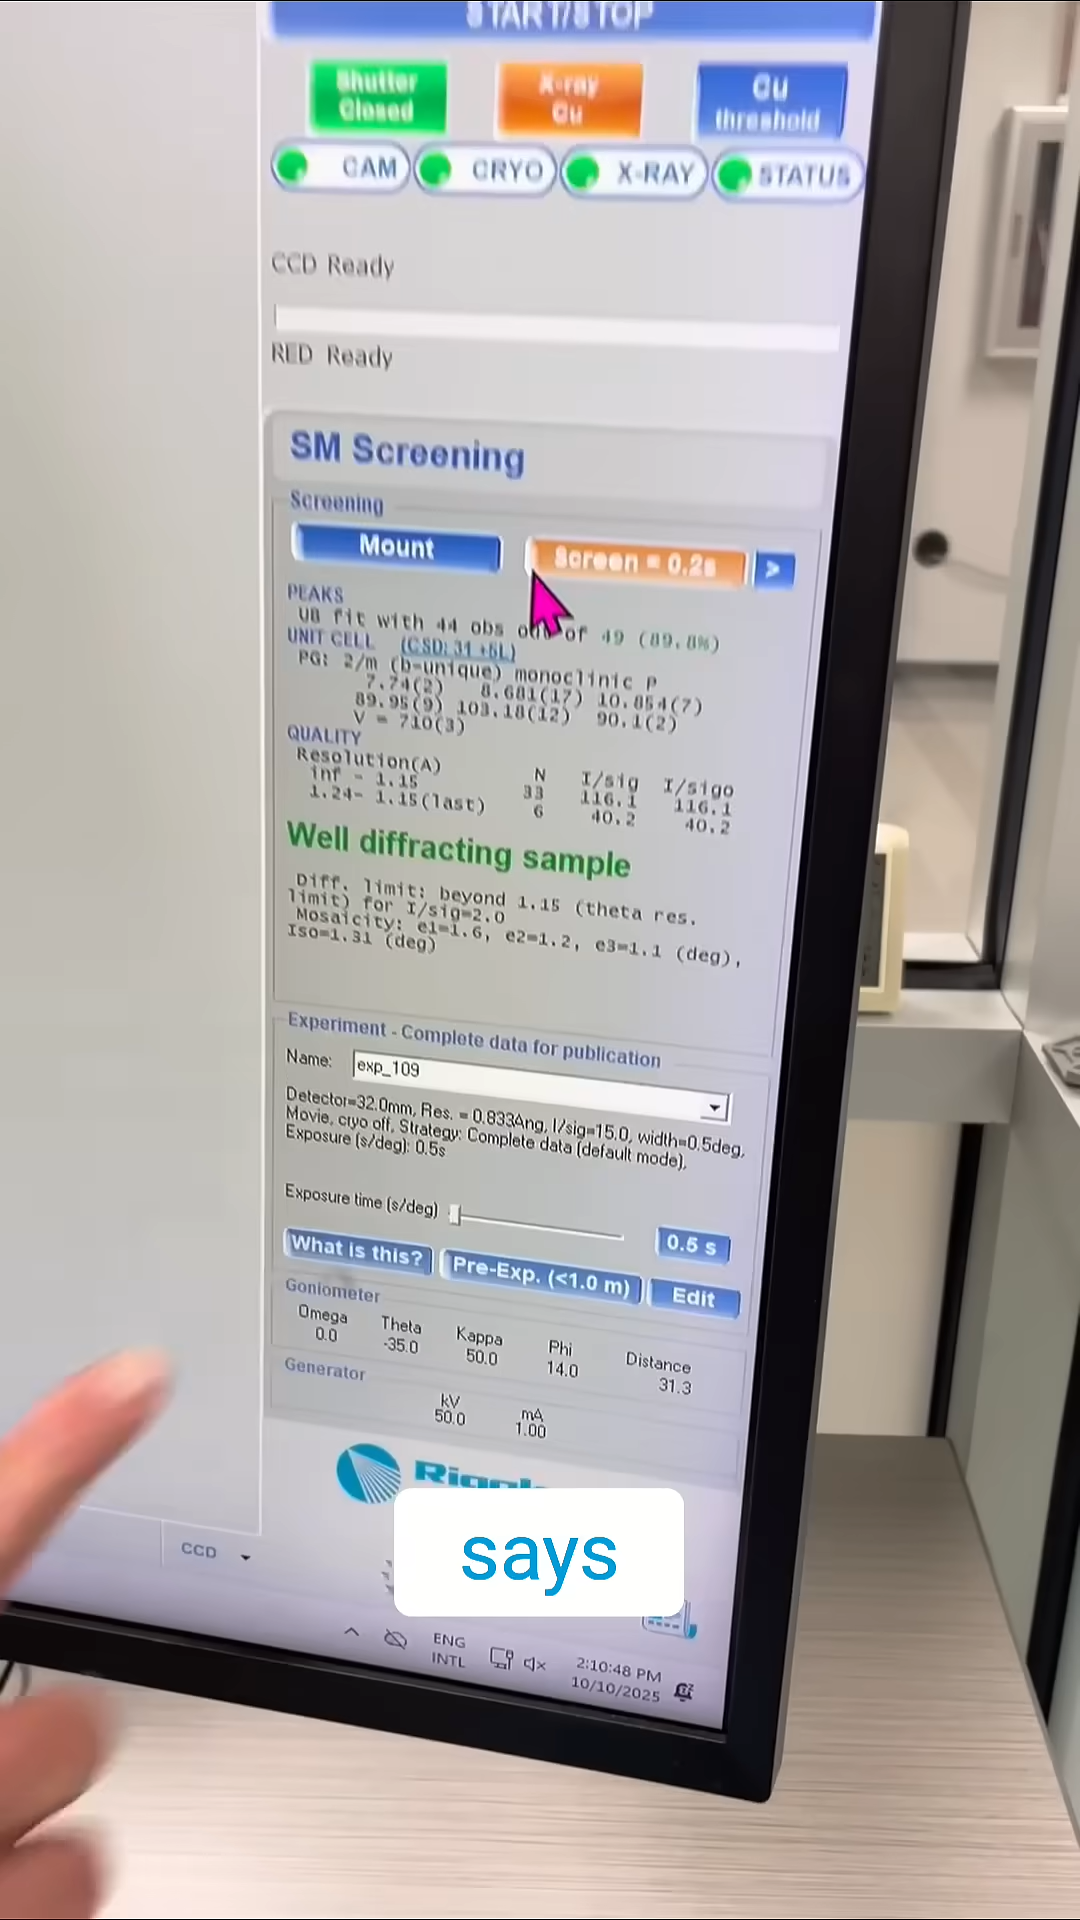 START/STOP
Shutter
Closed
X-ray
Cu
Cu
threshold
CAM
CRYO
X-RAY
STATUS
CCD Ready
RED Ready
SM Screening
Screening
Mount
Screen = 0.2s
>
PEAKS
UB fit with 44 obs out of 49 (89.8%)
UNIT CELL (CSD: 31 +5L)
PG: 2/m (b-unique) monoclinic P
7.74(2) 8.681(17) 10.854(7)
89.95(9) 103.18(12) 90.1(2)
V = 710(3)
QUALITY
Resolution(A) N I/sig I/sigo
inf - 1.15 33 116.1 116.1
1.24- 1.15(last) 6 40.2 40.2
Well diffracting sample
Diff. limit: beyond 1.15 (theta res.
limit) for I/sig=2.0
Mosaicity: e1=1.6, e2=1.2, e3=1.1 (deg),
Iso=1.31 (deg)
Experiment - Complete data for publication
Name: exp_109
Detector=32.0mm, Res. = 0.833Ang, I/sig=15.0, width=0.5deg,
Movie, cryo off, Strategy: Complete data (default mode),
Exposure (s/deg): 0.5s
Exposure time (s/deg)
0.5 s
What is this?
Pre-Exp. (<1.0 m)
Edit
Goniometer
Omega Theta Kappa Phi Distance
0.0 -35.0 50.0 14.0 31.3
Generator
kV mA
50.0 1.00
says
CCD
ENG
INTL
2:10:48 PM
10/10/2025